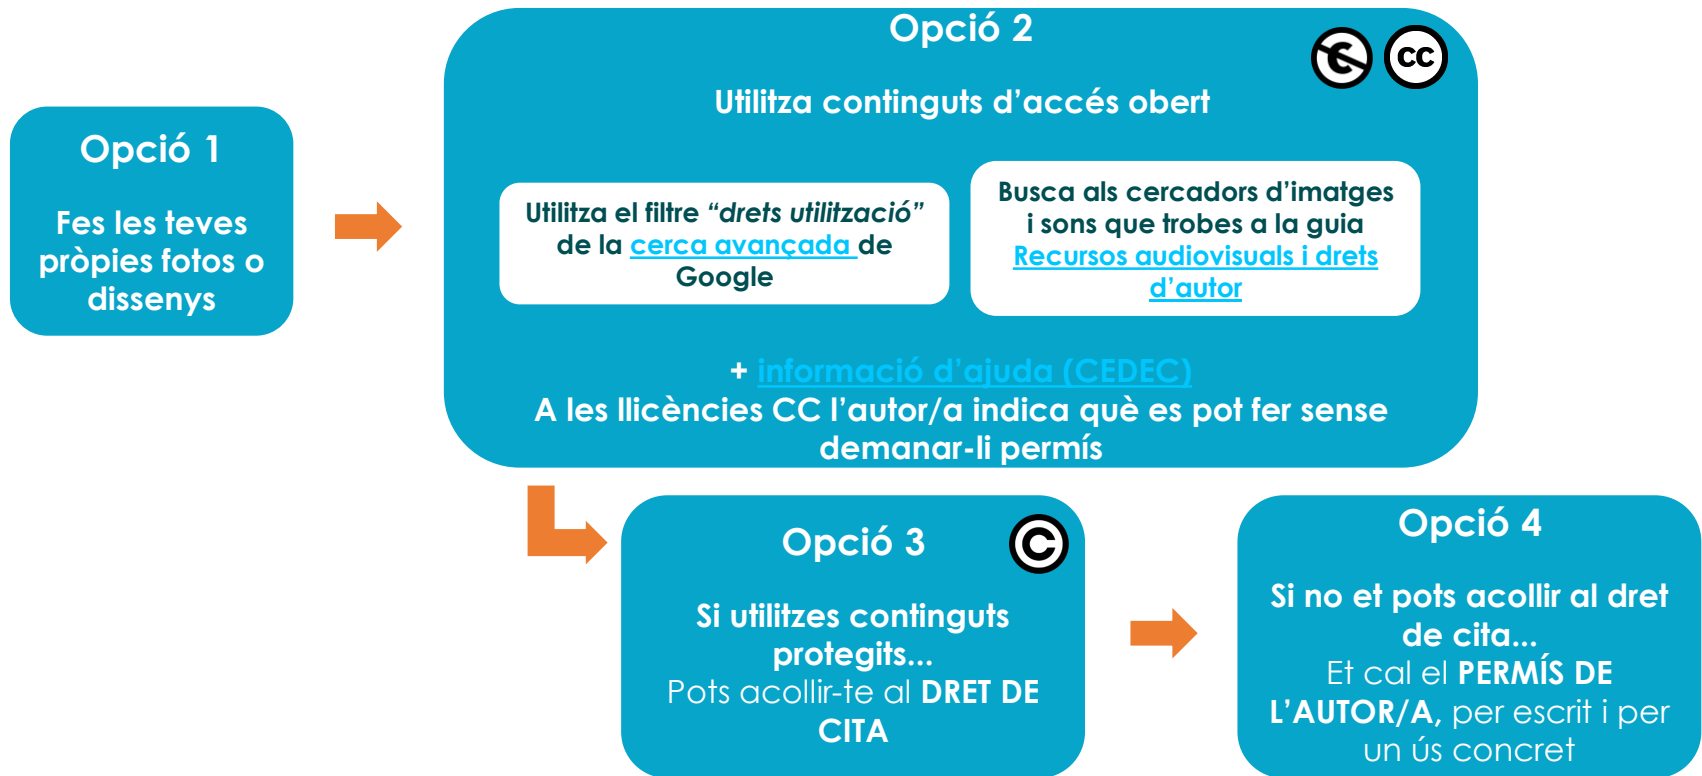 Opció 1
Fes les teves
pròpies fotos o
dissenys
Opció 2
Utilitza continguts d’accés obert
Utilitza el filtre “drets utilització”
de la cerca avançada de
Google
Busca als cercadors d’imatges
i sons que trobes a la guia
Recursos audiovisuals i drets
d’autor
+ informació d’ajuda (CEDEC)
A les llicències CC l’autor/a indica què es pot fer sense
demanar-li permís
Opció 3
Si utilitzes continguts
protegits...
Pots acollir-te al DRET DE
CITA
Opció 4
Si no et pots acollir al dret
de cita...
Et cal el PERMÍS DE
L’AUTOR/A, per escrit i per
un ús concret